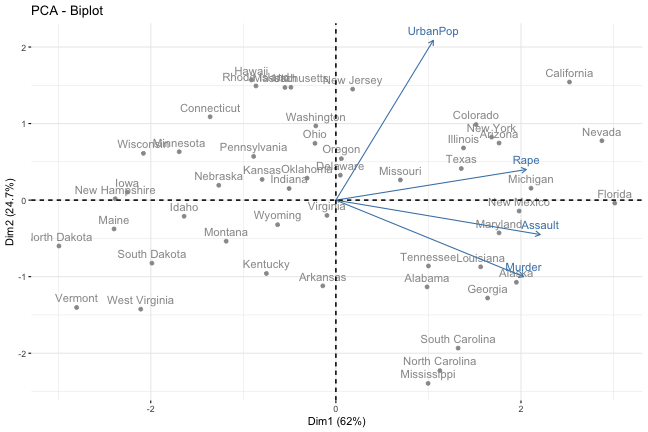 PCA - Biplot
UrbanPop
2
California
Hawaii
New Jersey
Connecticut
Colorado
Washington
1
New York
Nevada
Ohio
Arizona
Illinois
Wisconsin
Minnesota
Pennsylvania
Oregon
Texas
Rape
Delaware
Kansas
Oklahoma
Missouri
Nebraska
Indiana
Michigan
Iowa
New Hampshire
Florida
0
New Mexico
Idaho
Virginia
Maine
Wyoming
Maryland
Assault
Montana
North Dakota
South Dakota
Kentucky
Tennessee
Louisiana
Murder
Alaska
-1
Arkansas
Alabama
Georgia
Vermont
West Virginia
South Carolina
-2
North Carolina
Mississippi
-2
0
2
Dim1 (62%)
Dim2 (24.7%)